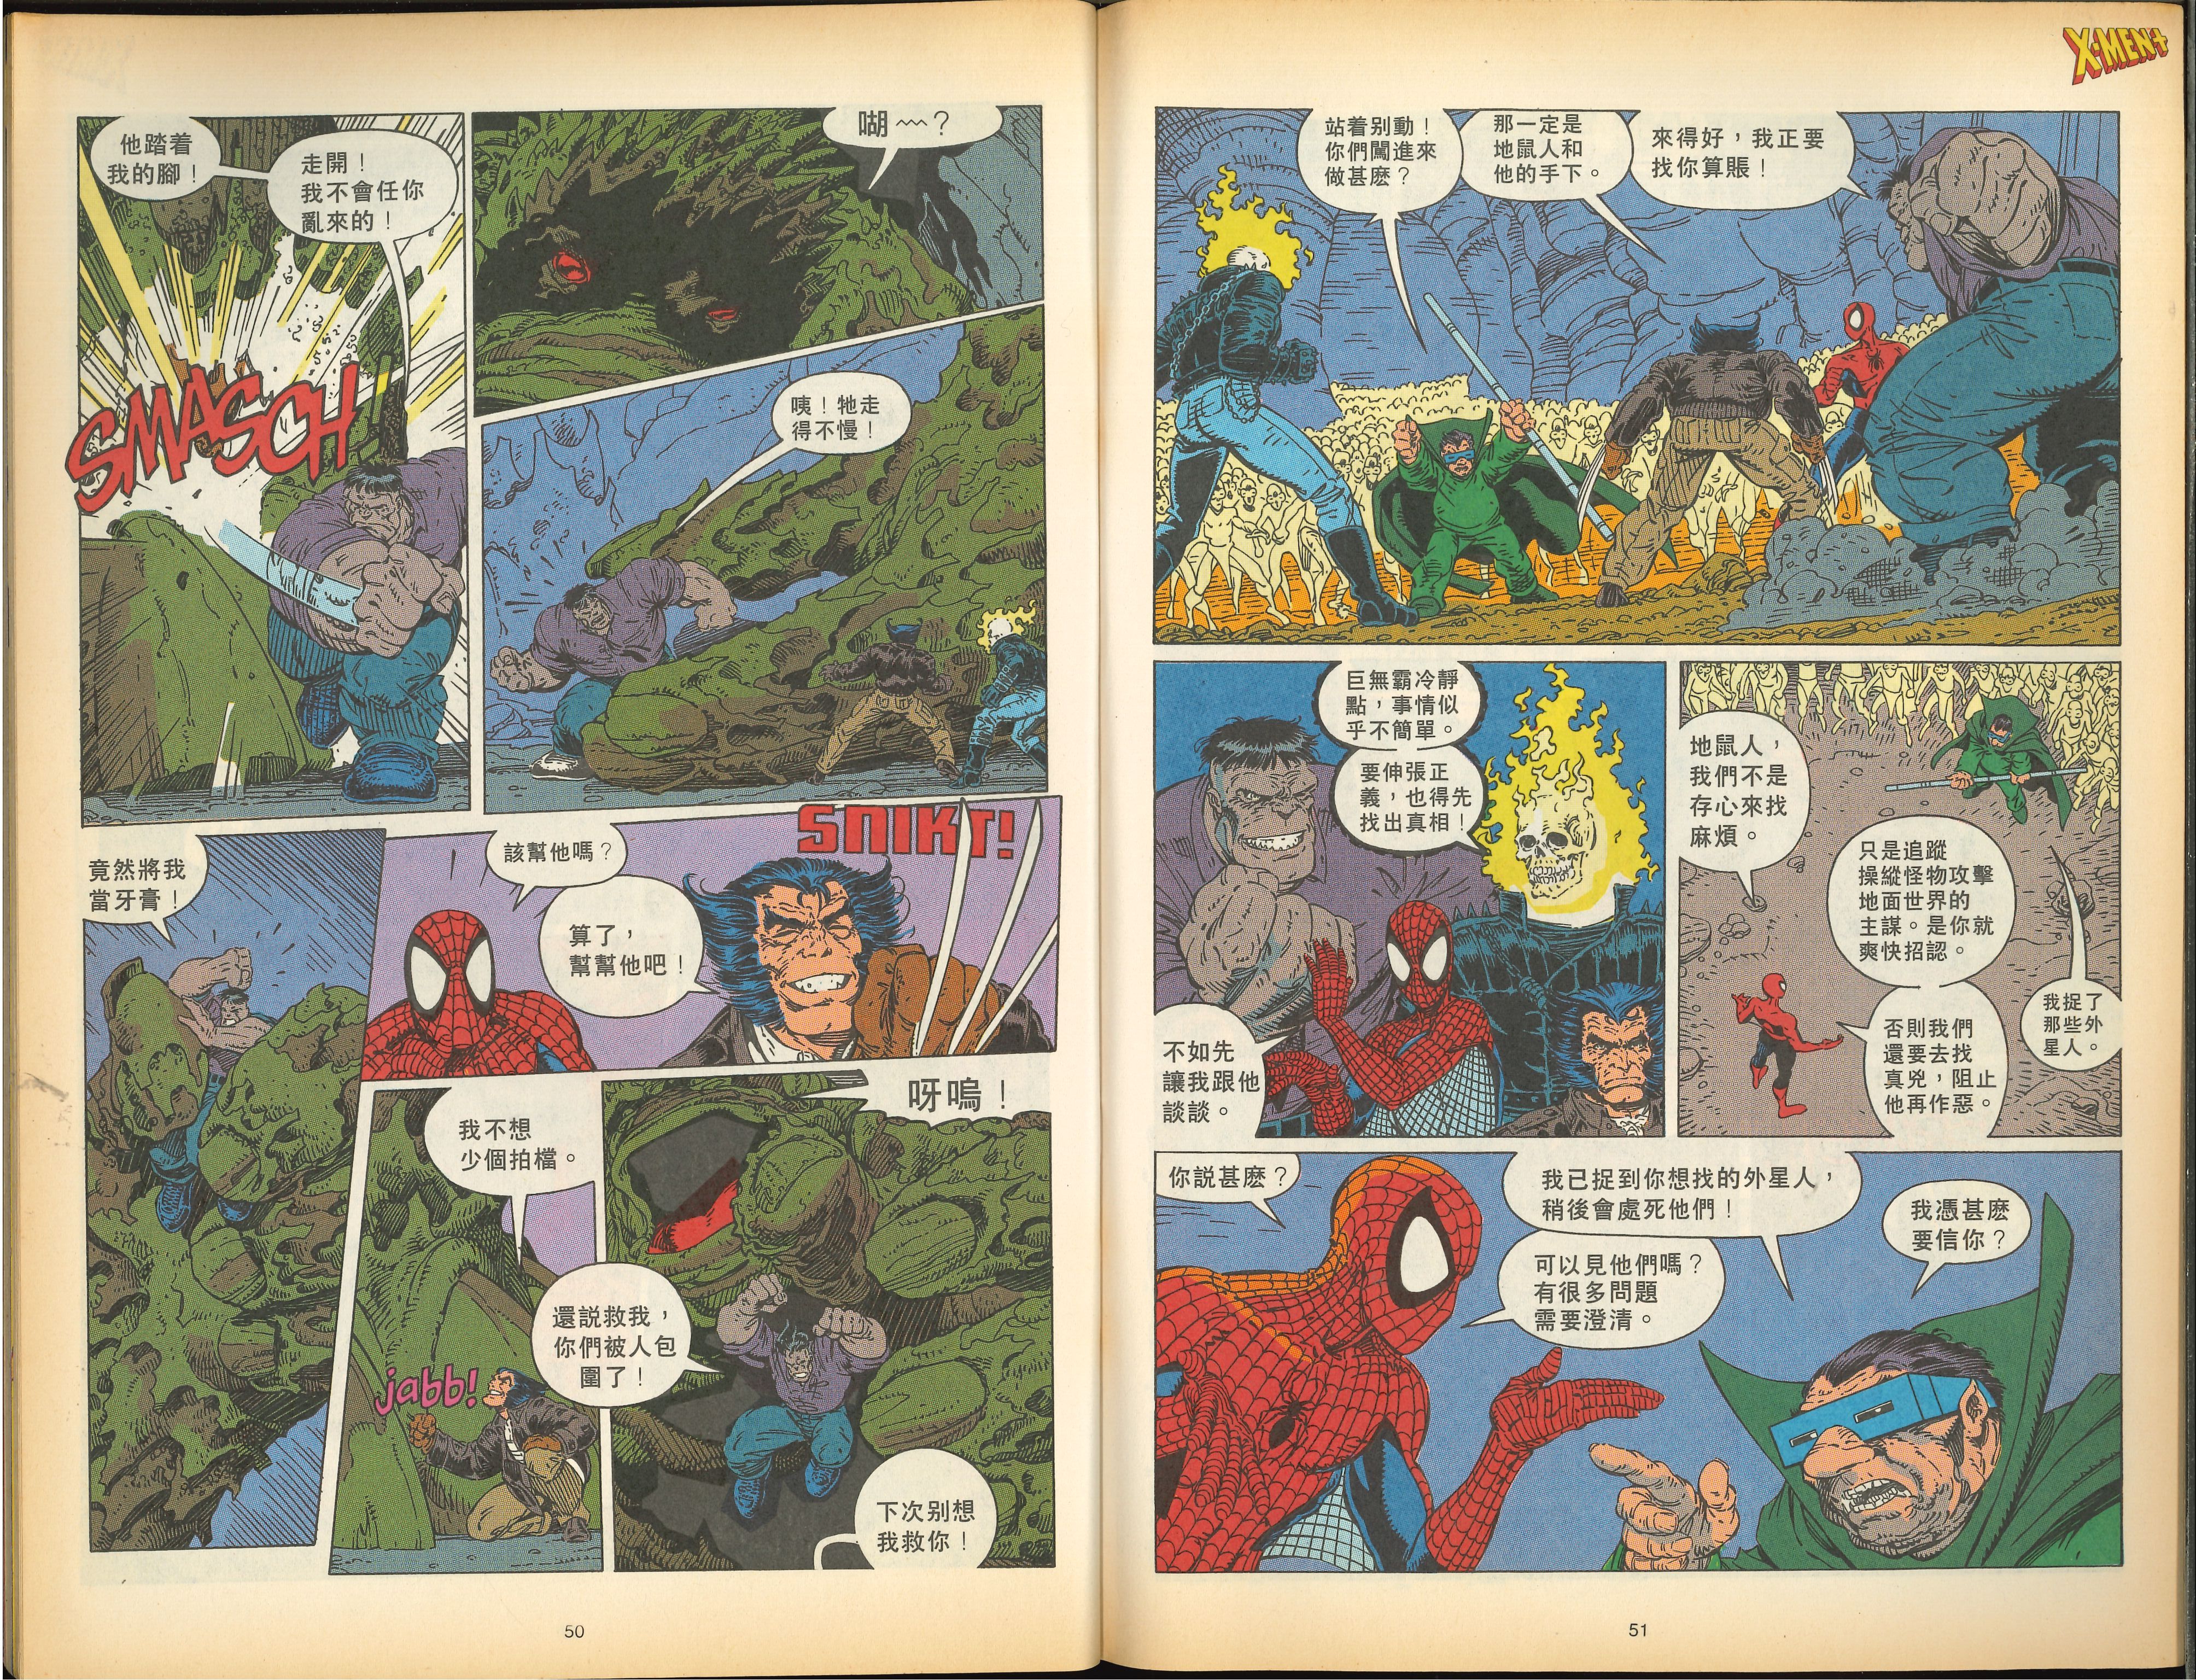 他踏着
我的腳！
走開！
我不會任你
亂來的！
SMASCH
嗍～～？
咦！牠走
得不慢！
竟然將我
當牙膏！
該幫他嗎？
算了，
幫幫他吧！
SNIKT!
我不想
少個拍檔。
jabb!
呀嗚！
還説救我，
你們被人包
圍了！
下次別想
我救你！
50
X-MEN+
站着別動！
你們闖進來
做甚麽？
那一定是
地鼠人和
他的手下。
來得好，我正要
找你算賬！
巨無霸冷靜
點，事情似
乎不簡單。
要伸張正
義，也得先
找出真相！
不如先
讓我跟他
談談。
地鼠人，
我們不是
存心來找
麻煩。
只是追蹤
操縱怪物攻擊
地面世界的
主謀。是你就
爽快招認。
否則我們
還要去找
真兇，阻止
他再作惡。
我捉了
那些外
星人。
你説甚麽？
我已捉到你想找的外星人，
稍後會處死他們！
可以見他們嗎？
有很多問題
需要澄清。
我憑甚麽
要信你？
51